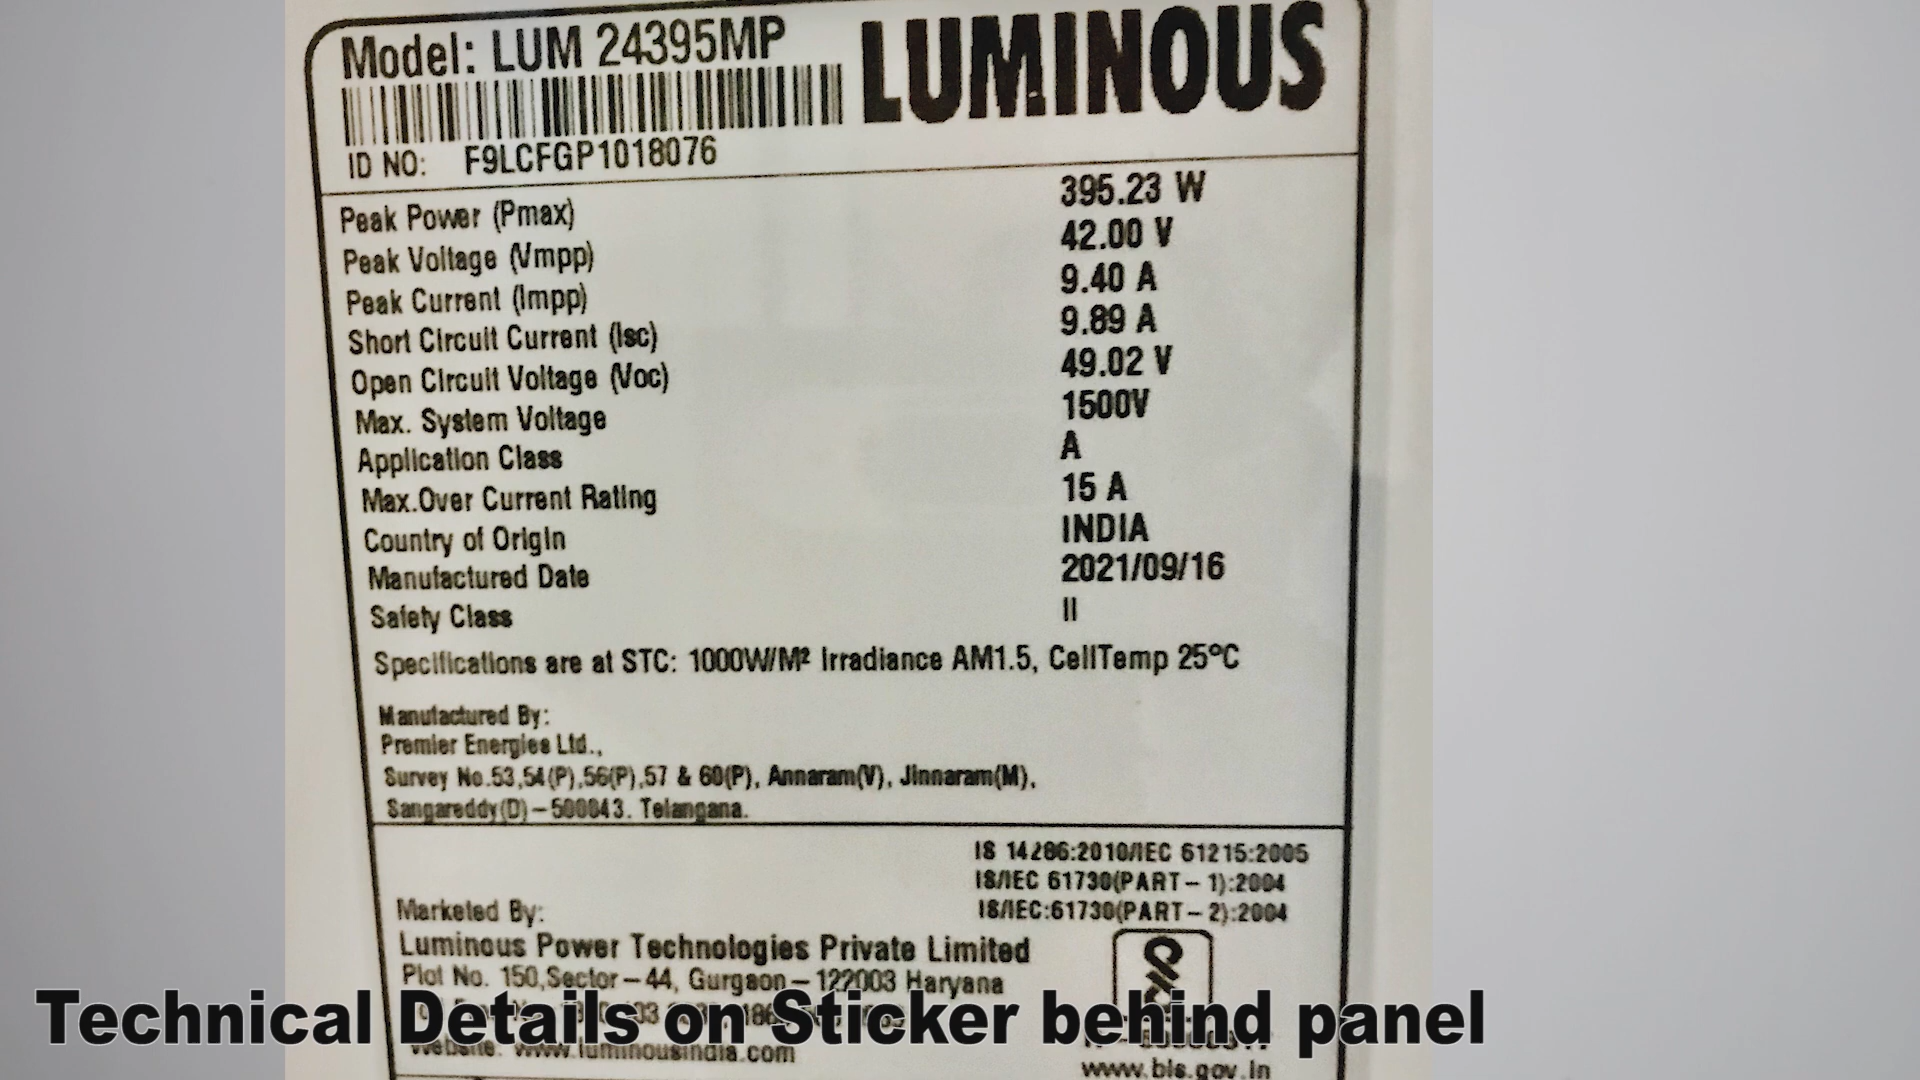 Model: LUM 24395MP
LUMINOUS
ID NO: F9LCFGP1018076
Peak Power (Pmax) 395.23 W
Peak Voltage (Vmpp) 42.00 V
Peak Current (Impp) 9.40 A
Short Circuit Current (Isc) 9.89 A
Open Circuit Voltage (Voc) 49.02 V
Max. System Voltage 1500V
Application Class A
Max.Over Current Rating 15 A
Country of Origin INDIA
Manufactured Date 2021/09/16
Safety Class II
Specifications are at STC: 1000W/M² Irradiance AM1.5, CellTemp 25°C
Manufactured By:
Premier Energies Ltd.,
Survey No.53,54(P),56(P),57 & 60(P), Annaram(V), Jinnaram(M),
Sangareddy(D)-500043. Telangana.
IS 14286:2010/IEC 61215:2005
IS/IEC 61730(PART-1):2004
IS/IEC:61730(PART-2):2004
Marketed By:
Luminous Power Technologies Private Limited
Plot No. 150,Sector-44, Gurgaon-122003 Haryana
Technical Details on Sticker behind panel
Website: www.luminousindia.com
www.bis.gov.in